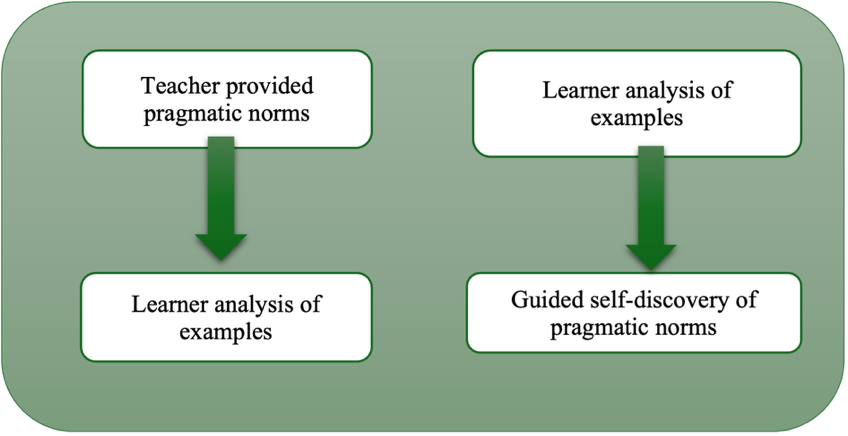 Teacher provided
pragmatic norms
Learner analysis of
examples
Learner analysis of
examples
Guided self-discovery of
pragmatic norms